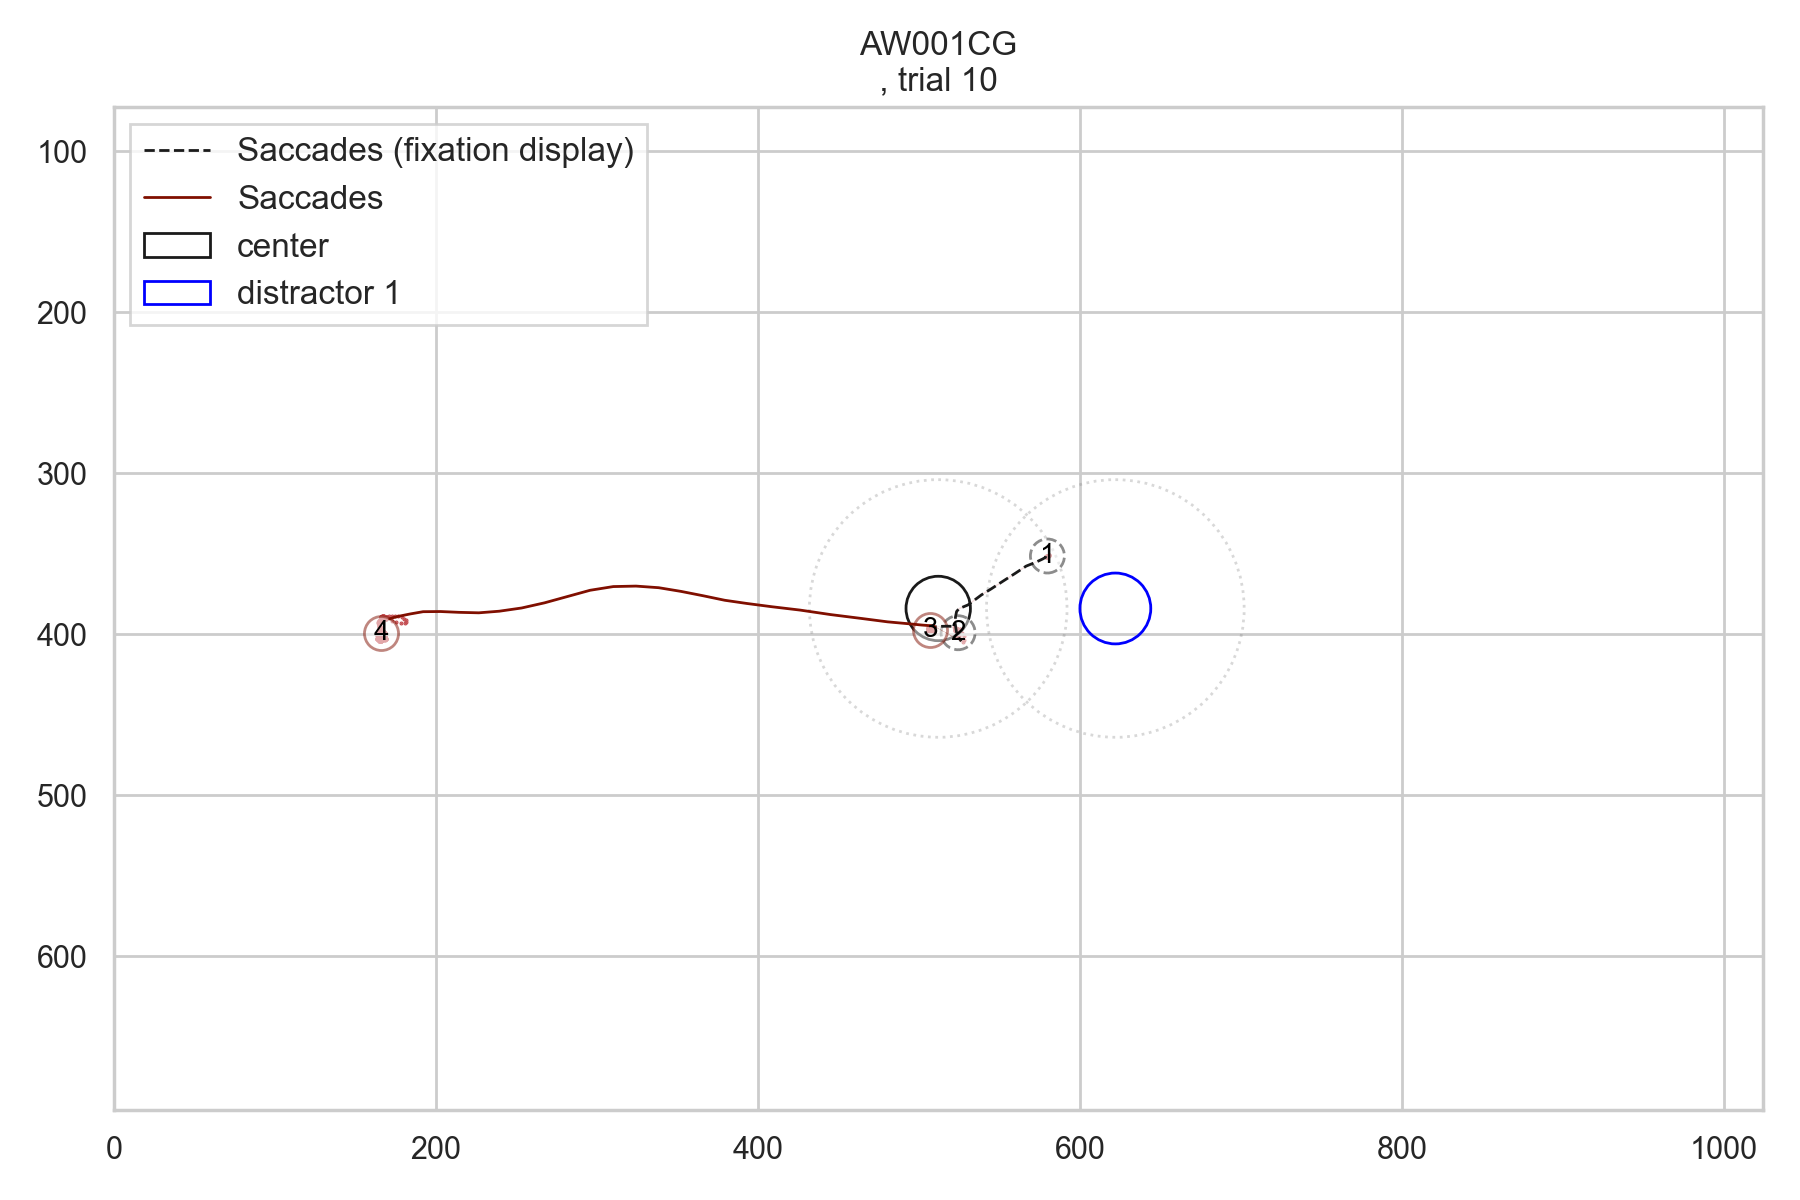 AW001CG
, trial 10
Saccades (fixation display)
Saccades
center
distractor 1
100
200
300
400
500
600
1
2
3
4
0 200 400 600 800 1000